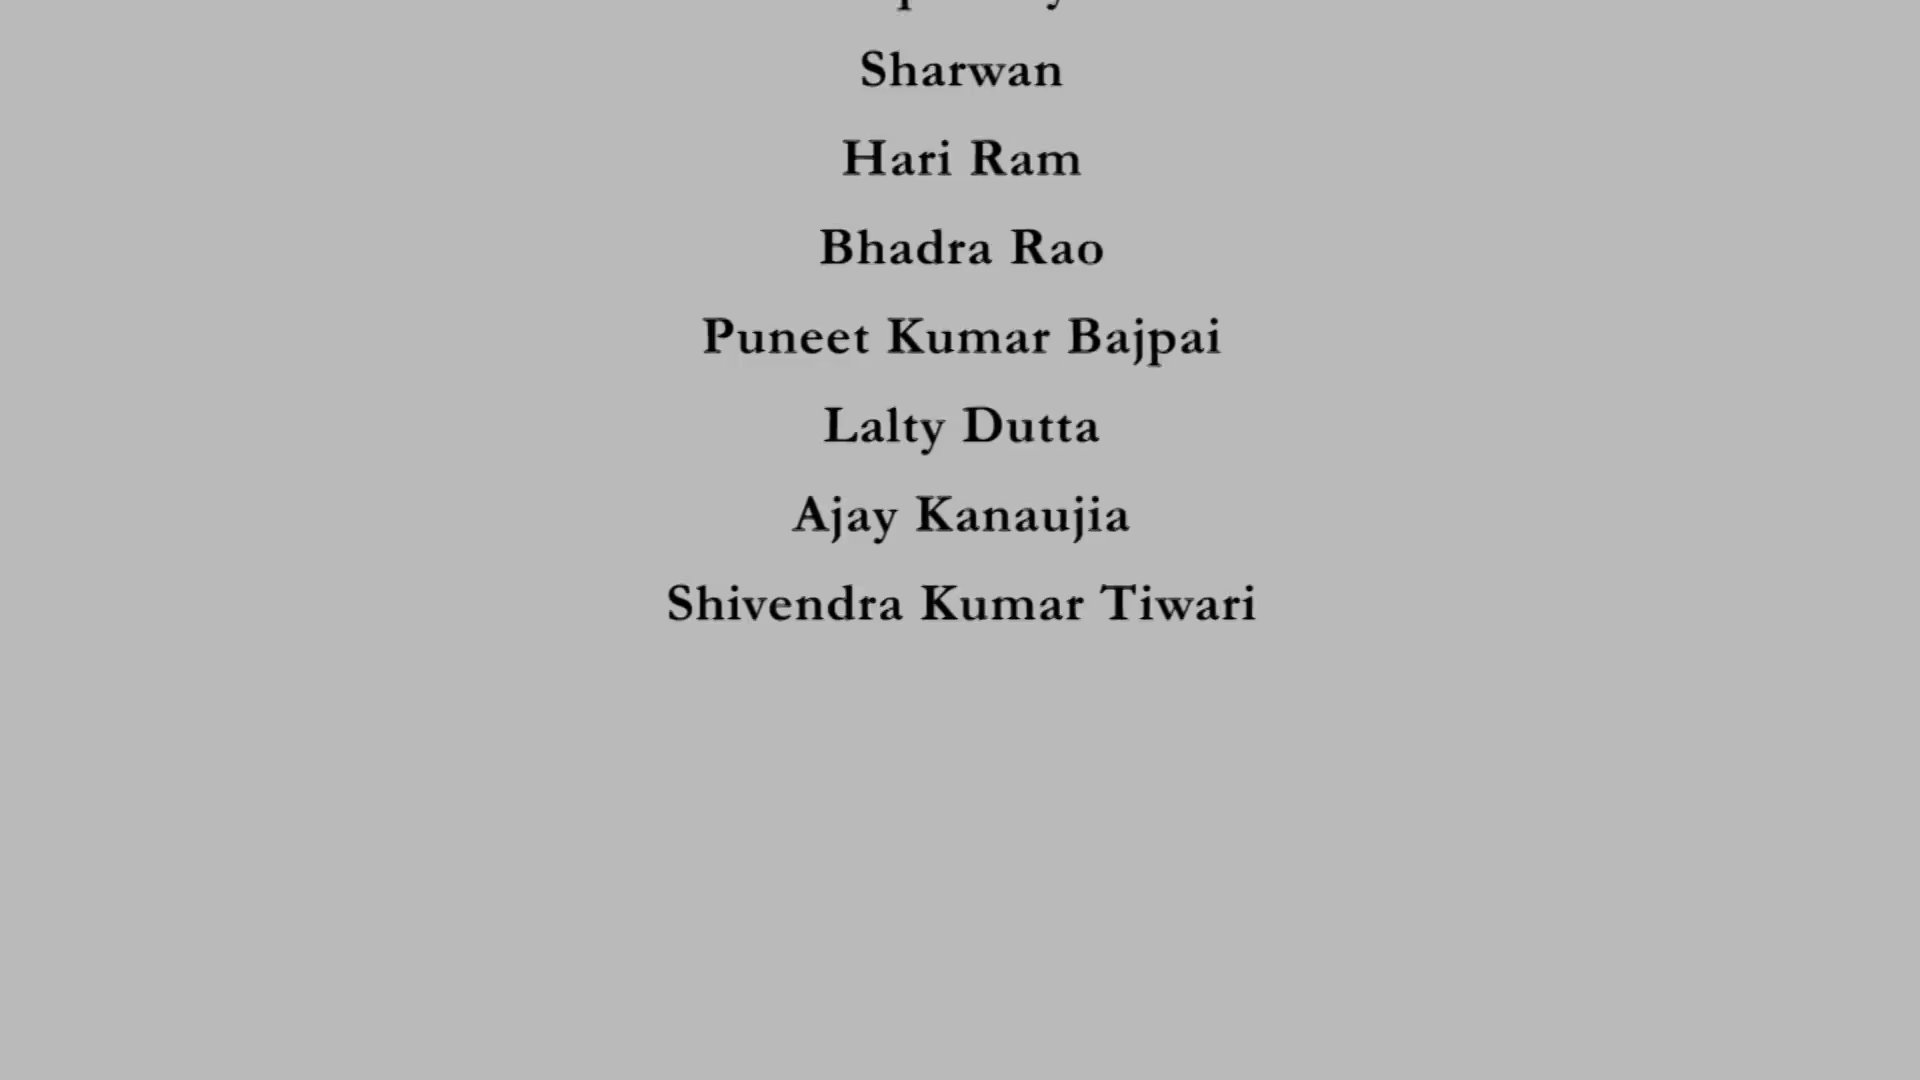 Sharwan
Hari Ram
Bhadra Rao
Puneet Kumar Bajpai
Lalty Dutta
Ajay Kanaujia
Shivendra Kumar Tiwari